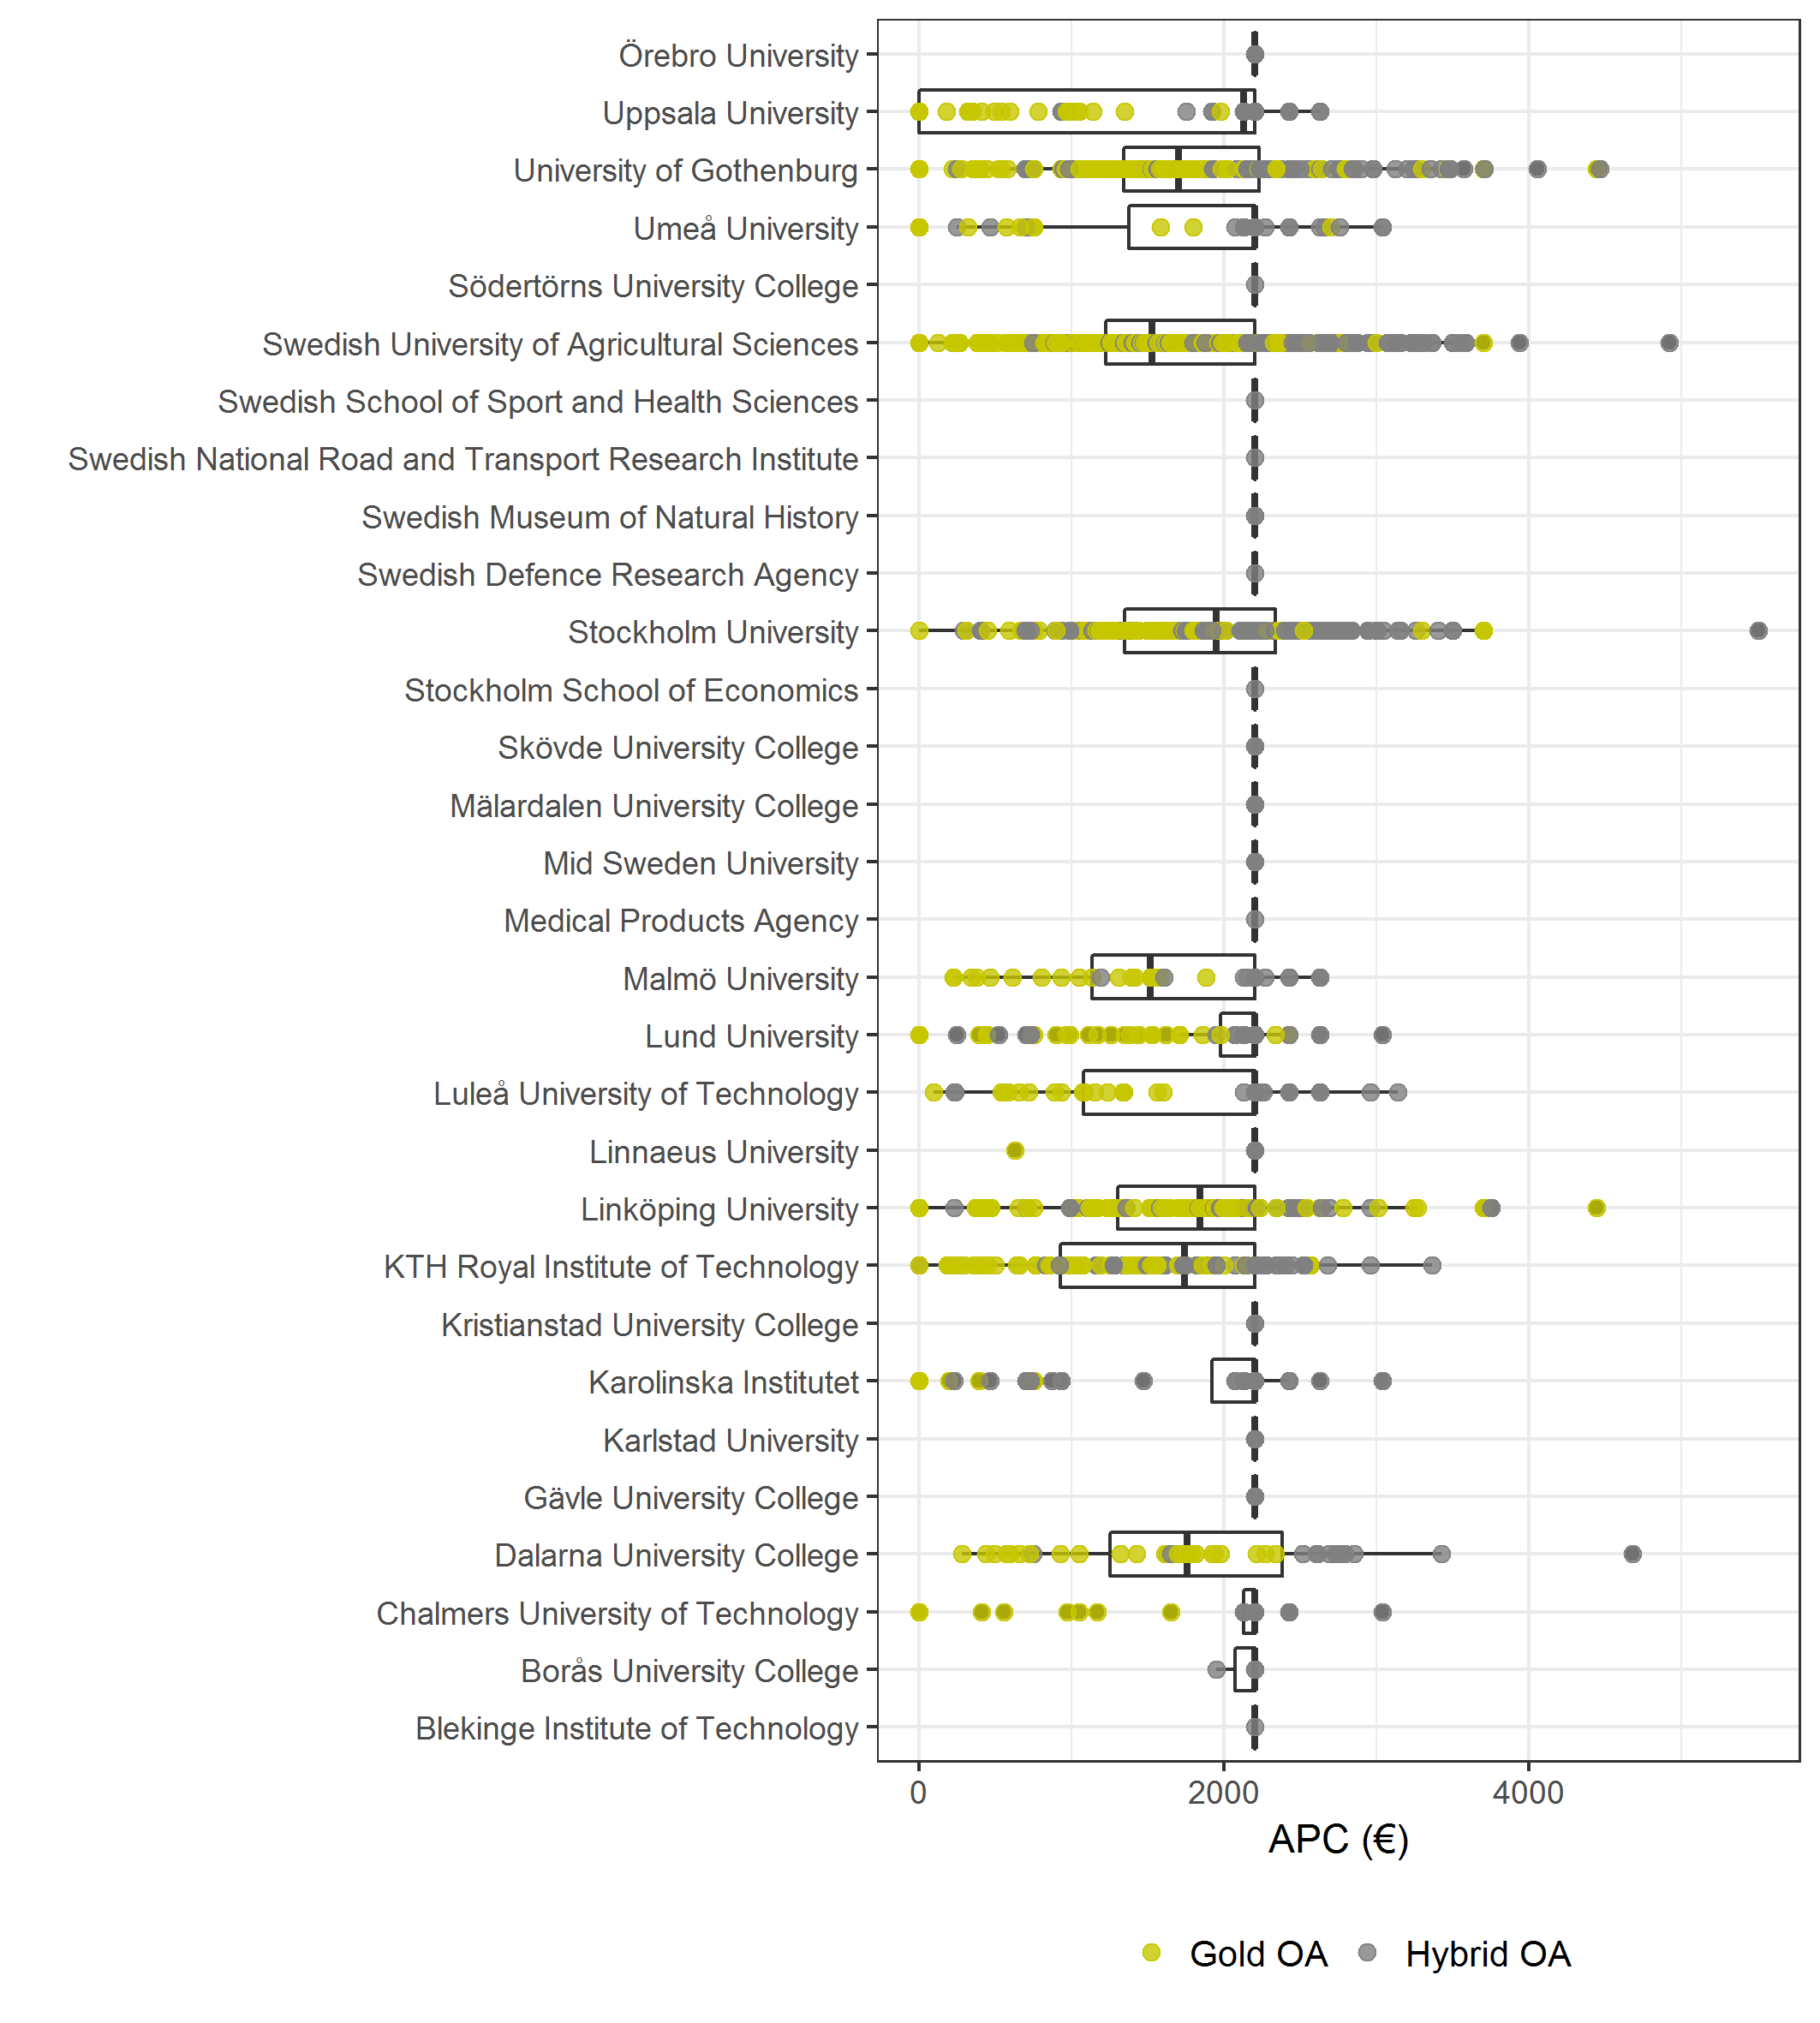 Örebro University
Uppsala University
University of Gothenburg
Umeå University
Södertörns University College
Swedish University of Agricultural Sciences
Swedish School of Sport and Health Sciences
Swedish National Road and Transport Research Institute
Swedish Museum of Natural History
Swedish Defence Research Agency
Stockholm University
Stockholm School of Economics
Skövde University College
Mälardalen University College
Mid Sweden University
Medical Products Agency
Malmö University
Lund University
Luleå University of Technology
Linnaeus University
Linköping University
KTH Royal Institute of Technology
Kristianstad University College
Karolinska Institutet
Karlstad University
Gävle University College
Dalarna University College
Chalmers University of Technology
Borås University College
Blekinge Institute of Technology
0 2000 4000
APC (€)
Gold OA Hybrid OA